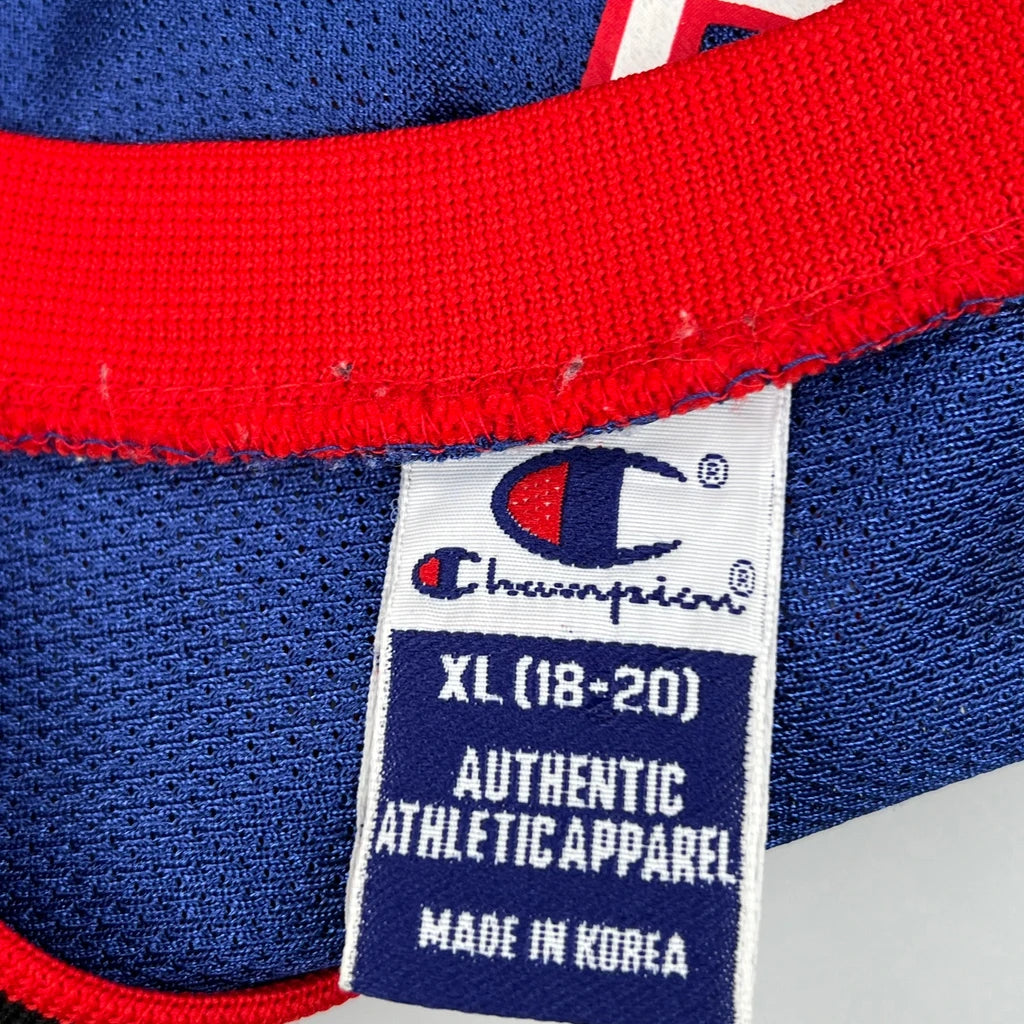 C®
Champion®
XL (18-20)
AUTHENTIC
ATHLETIC APPAREL
MADE IN KOREA